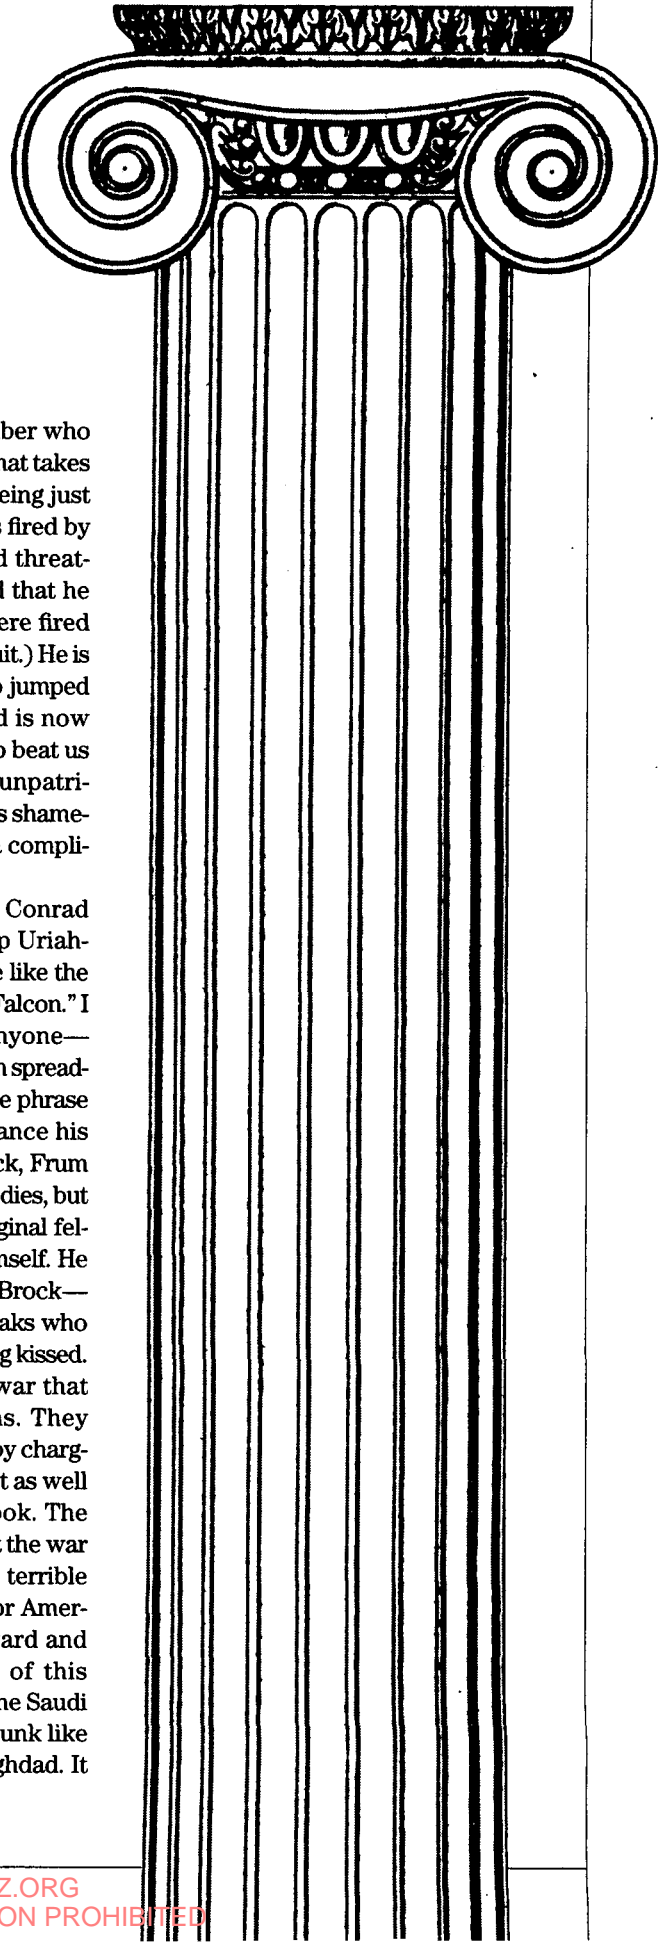 ber who
hat takes
eing just
s fired by
d threat-
d that he
ere fired
uit.) He is
o jumped
d is now
o beat us
unpatri-
s shame-
compli-
Conrad
p Uriah-
e like the
Falcon." I
nyone—
n spread-
e phrase
ance his
ck, Frum
dies, but
ginal fel-
nself. He
Brock—
aks who
g kissed.
war that
ns. They
by charg-
t as well
ook. The
t the war
terrible
or Amer-
ard and
of this
he Saudi
unk like
ghdad. It
Z.ORG
ON PROHIBITED